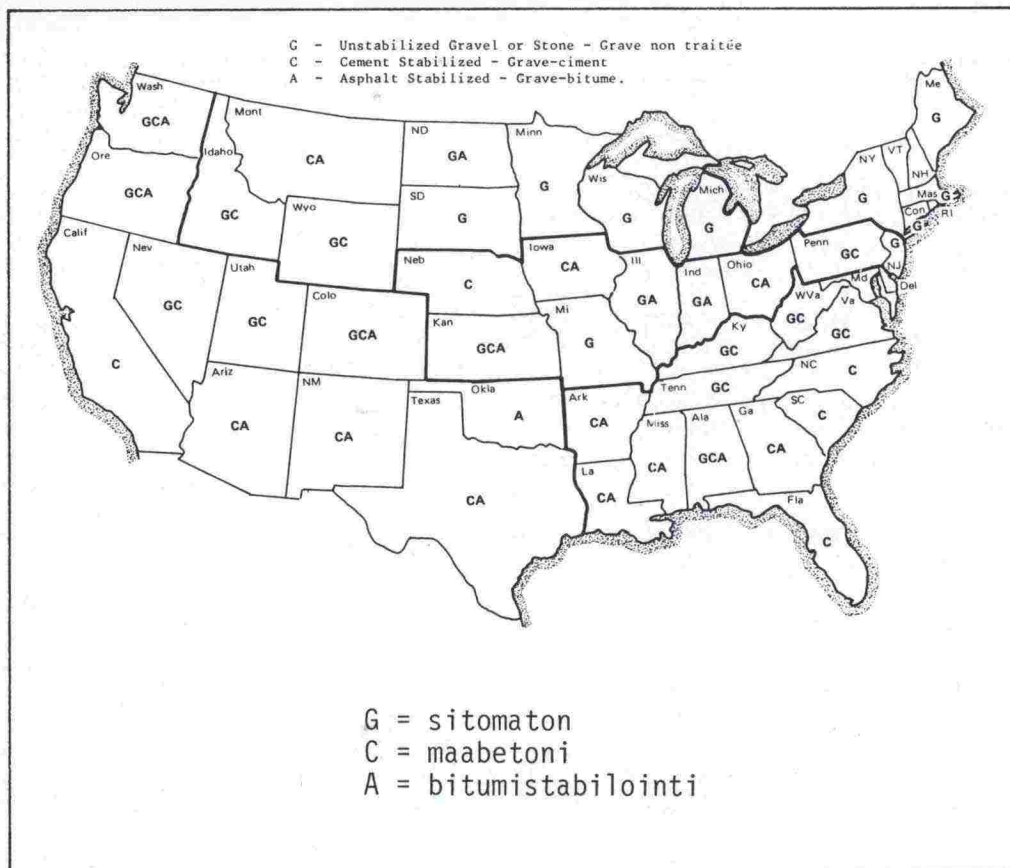 G - Unstabilized Gravel or Stone - Grave non traitée
C - Cement Stabilized - Grave-ciment
A - Asphalt Stabilized - Grave-bitume.
Wash
GCA
Ore
GCA
Idaho
GC
Mont
CA
Wyo
GC
ND
GA
SD
G
Minn
G
Wis
G
Mich
G
Me
G
NY
G
VT
NH
Mas
G
Con
G
RI
Calif
C
Nev
GC
Utah
GC
Colo
GCA
Neb
C
Kan
GCA
Iowa
CA
Mi
G
Ill
GA
Ind
GA
Ohio
CA
Penn
GC
G
NJ
Md
Del
WVa
GC
Va
GC
Ky
GC
Tenn
GC
NC
C
SC
C
Ariz
CA
NM
CA
Texas
CA
Okla
A
Ark
CA
La
CA
Miss
CA
Ala
GCA
Ga
CA
Fla
C
G = sitomaton
C = maabetoni
A = bitumistabilointi